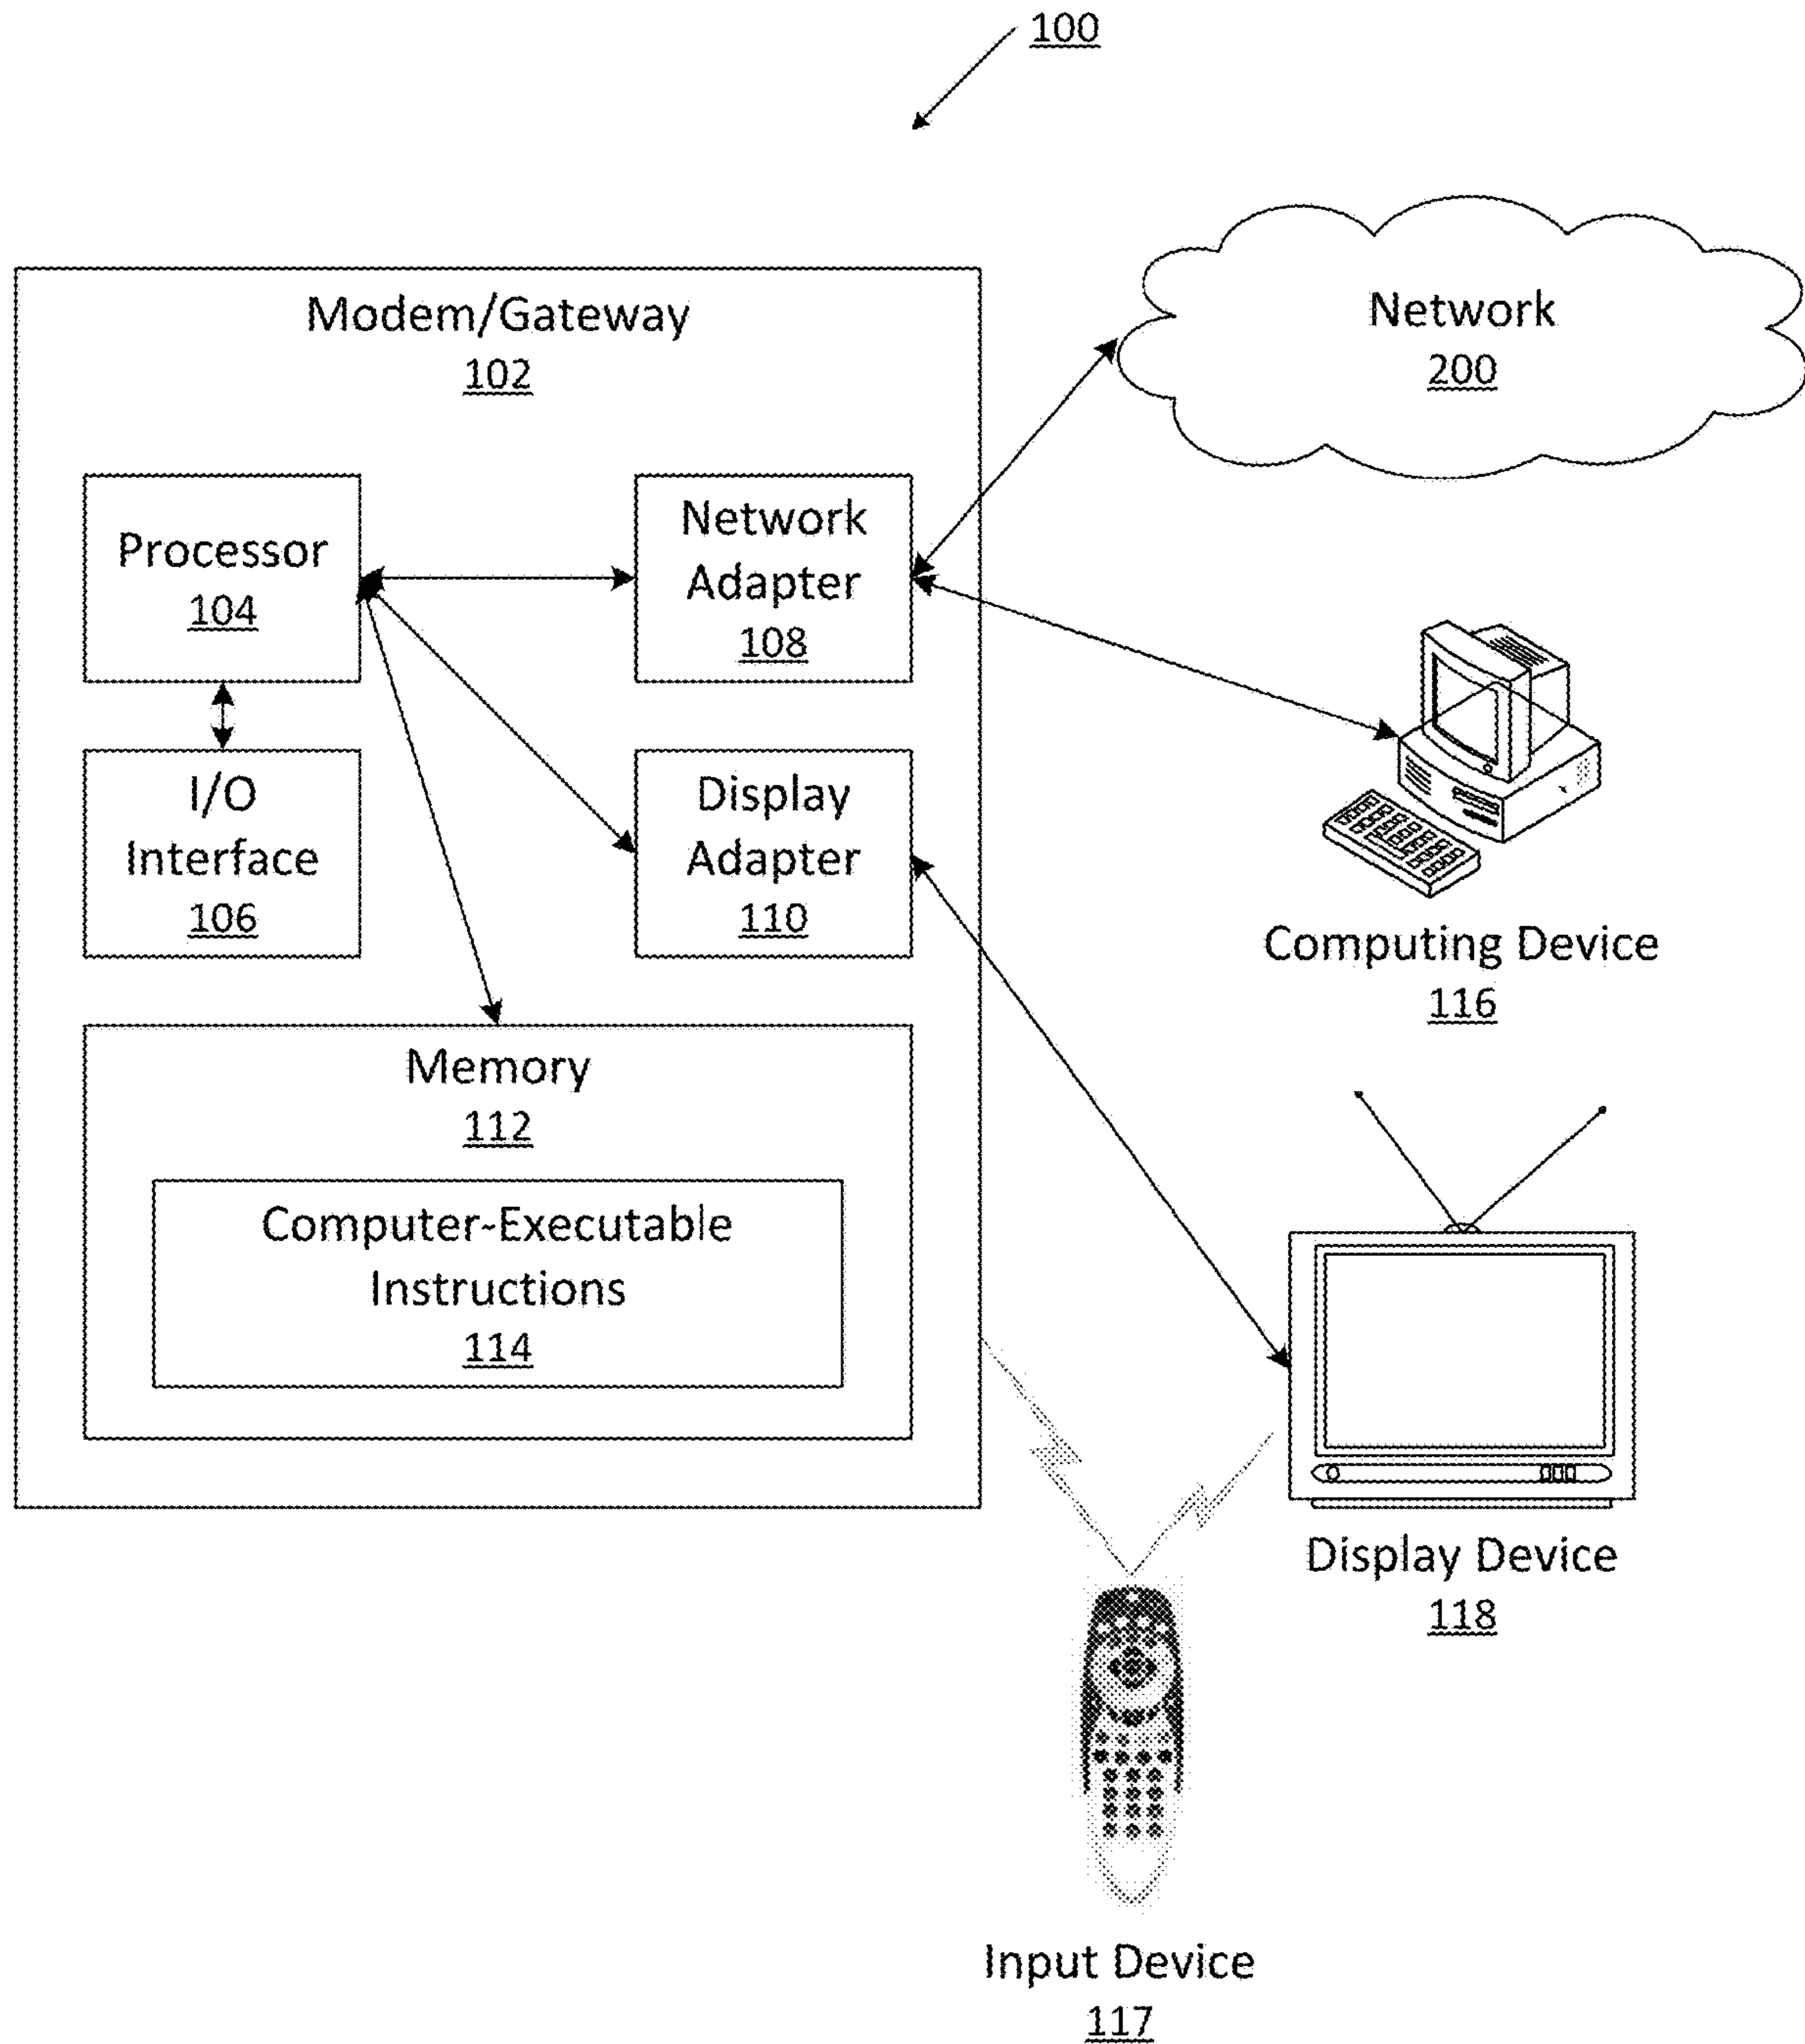 100
Modem/Gateway
102
Network
200
Processor
104
Network
Adapter
108
I/O
Interface
106
Display
Adapter
110
Computing Device
116
Memory
112
Computer-Executable
Instructions
114
Display Device
118
Input Device
117